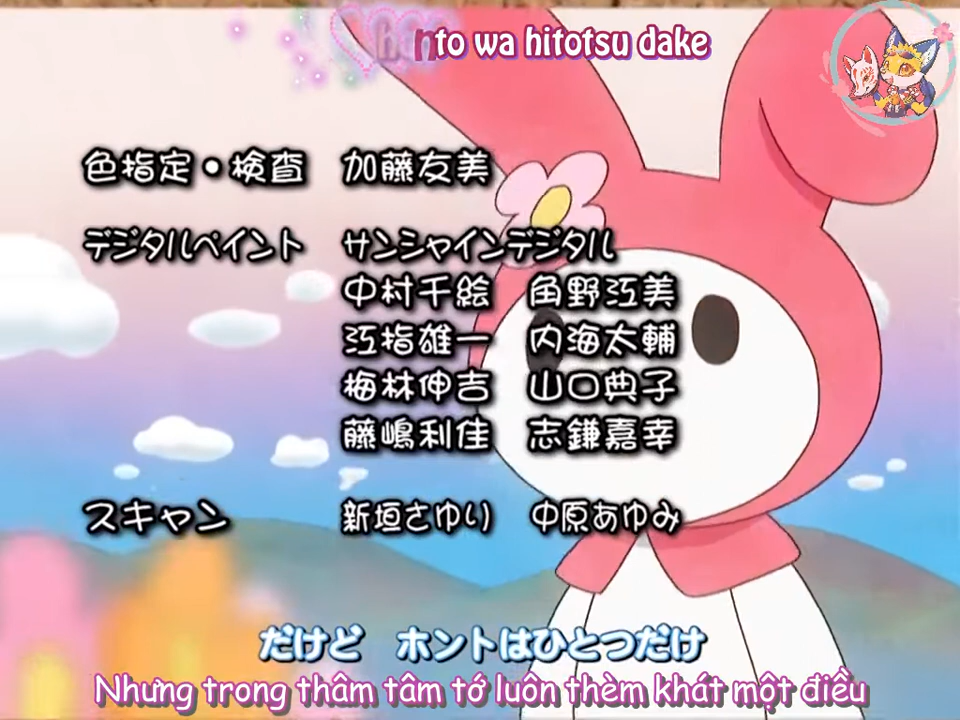 honto wa hitotsu dake
色指定・検査 加藤友美
デジタルペイント サンシャインデジタル
中村千絵 角野江美
江指雄一 内海太輔
梅林伸吉 山口典子
藤嶋利佳 志鎌嘉幸
スキャン 新垣さゆり 中原あゆみ
だけど ホントはひとつだけ
Nhưng trong thâm tâm tớ luôn thèm khát một điều